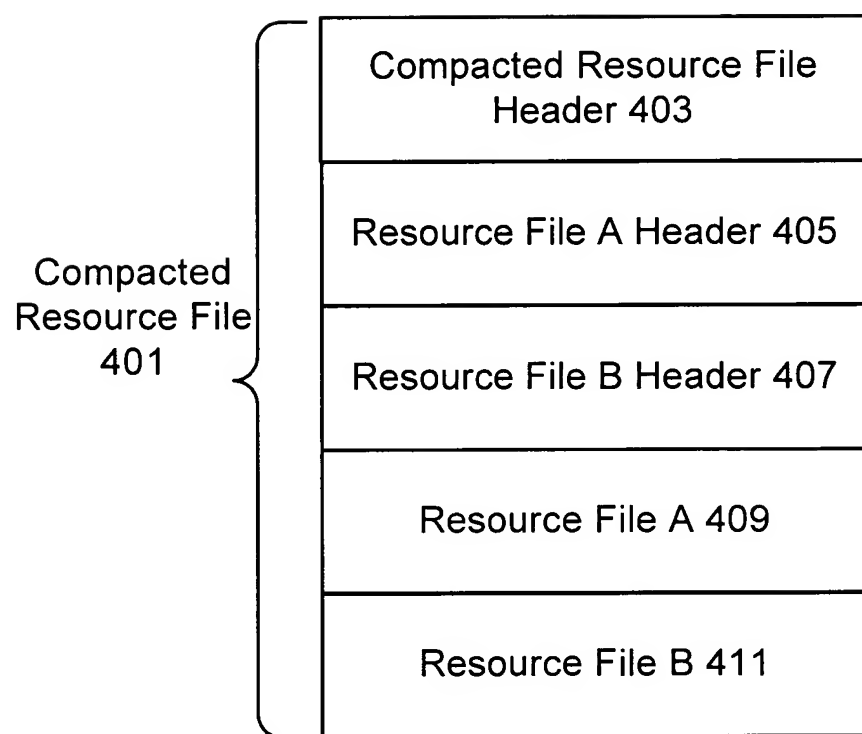 Compacted Resource File
Header 403
Resource File A Header 405
Compacted
Resource File
401
Resource File B Header 407
Resource File A 409
Resource File B 411